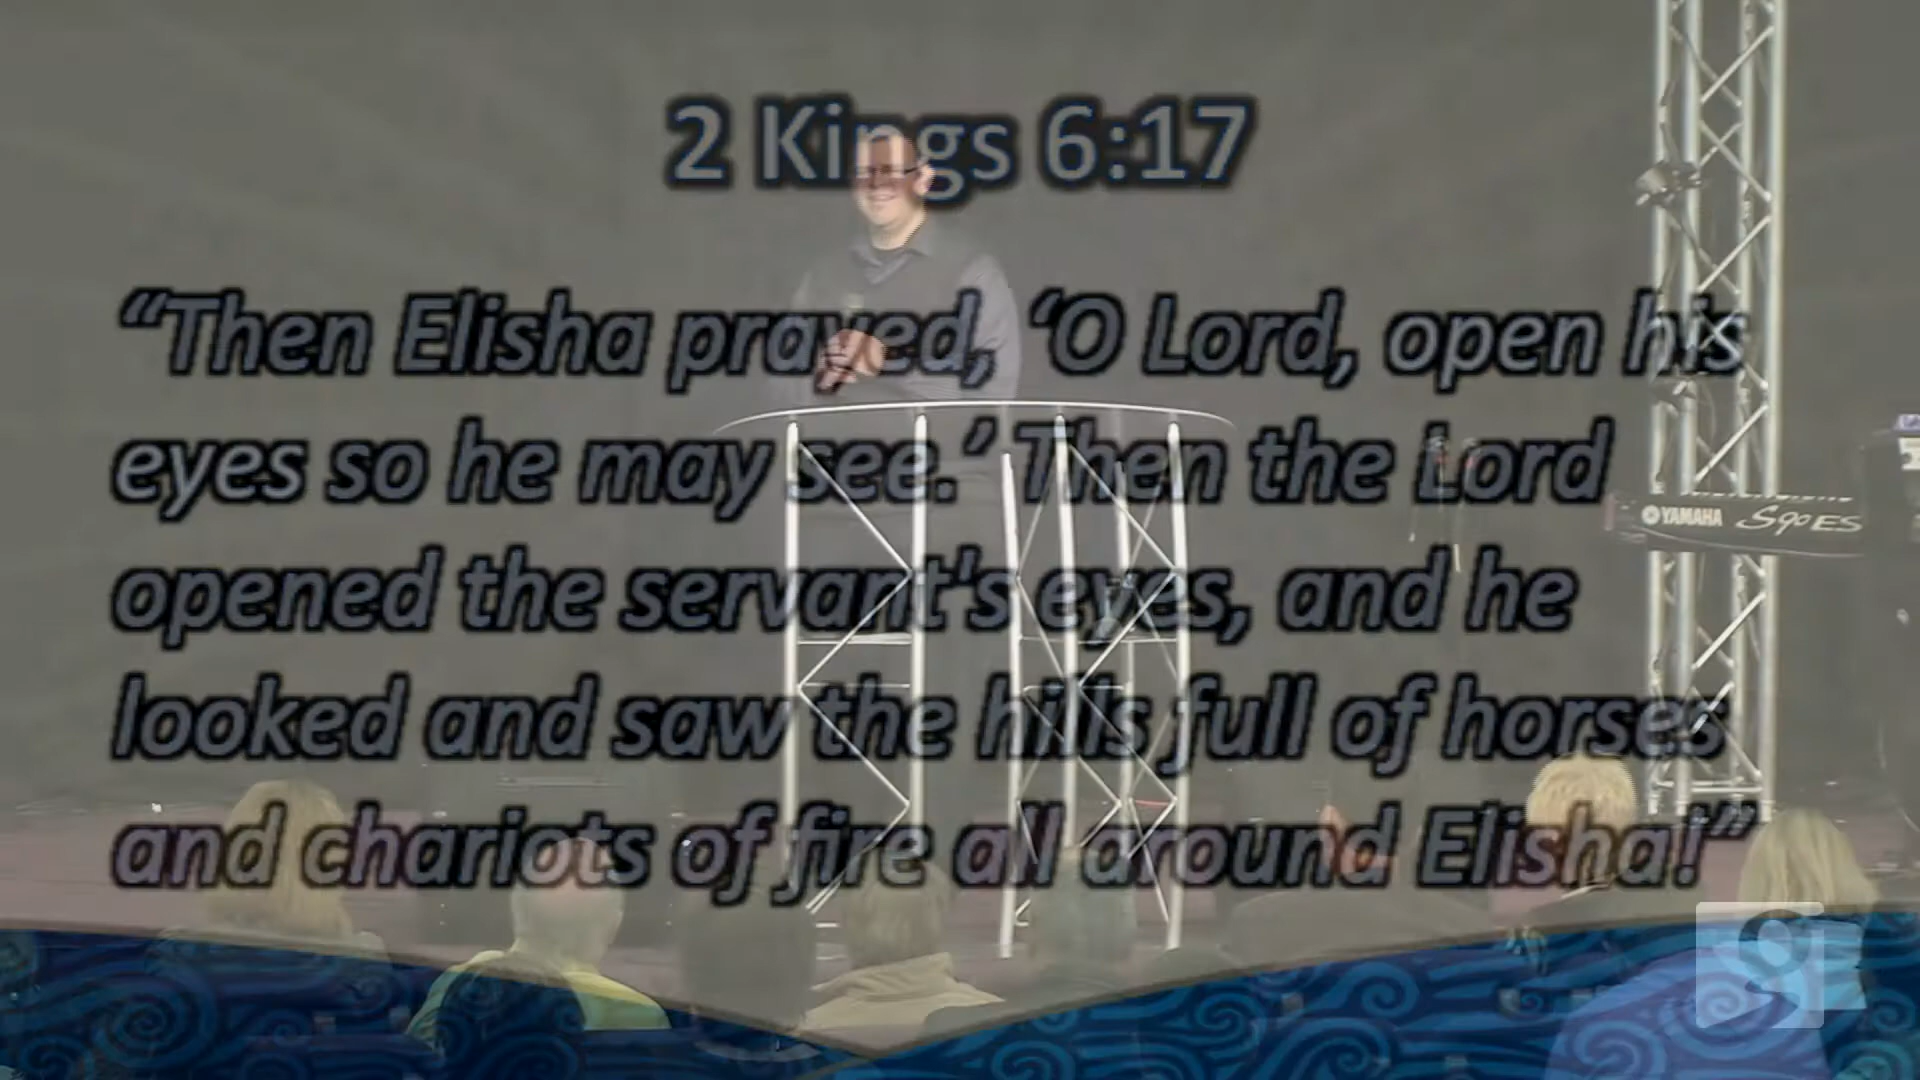 2 Kings 6:17
“Then Elisha prayed, ‘O Lord, open his
eyes so he may see.’ Then the Lord
opened the servant's eyes, and he
looked and saw the hills full of horses
and chariots of fire all around Elisha!”
YAMAHA S90 ES